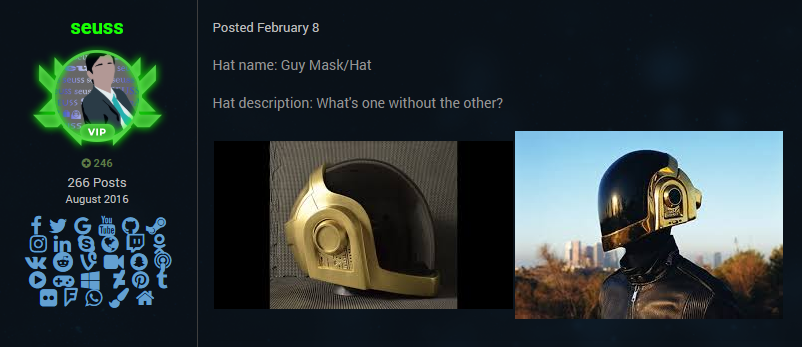 seuss
VIP
246
266 Posts
August 2016
Posted February 8
Hat name: Guy Mask/Hat
Hat description: What's one without the other?